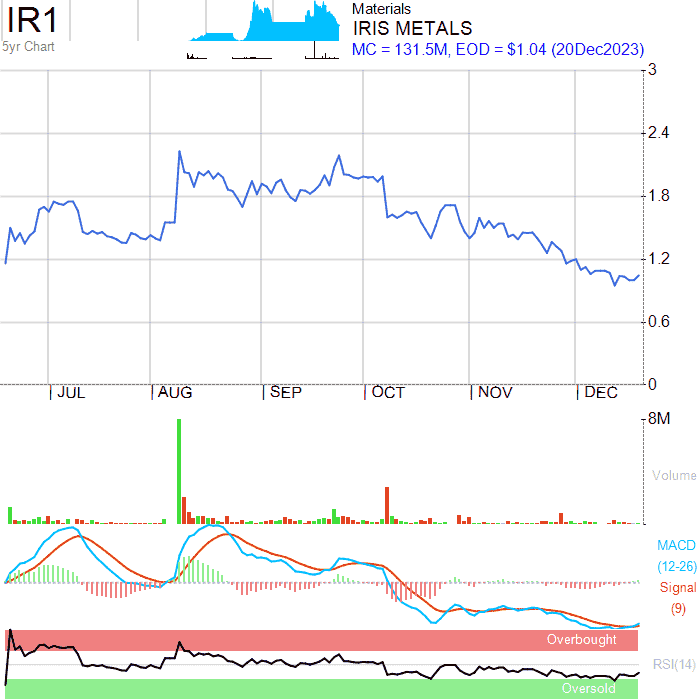 IR1
5yr Chart
Materials
IRIS METALS
MC = 131.5M, EOD = $1.04 (20Dec2023)
3
2.4
1.8
1.2
0.6
0
JUL AUG SEP OCT NOV DEC
8M
Volume
MACD
(12-26)
Signal
(9)
Overbought
RSI(14)
Oversold